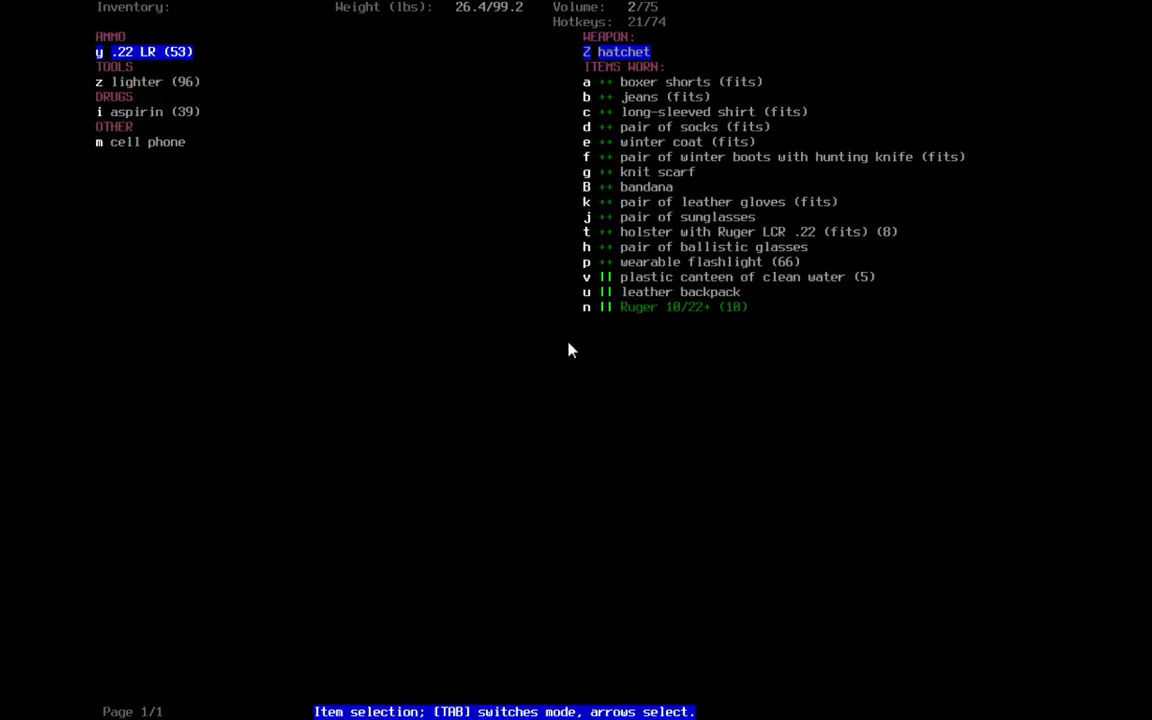 Inventory: Weight (lbs): 26.4/99.2 Volume: 2/75
Hotkeys: 21/74
AMMO
y .22 LR (53)
TOOLS
z lighter (96)
DRUGS
i aspirin (39)
OTHER
m cell phone
WEAPON:
Z hatchet
ITEMS WORN:
a ++ boxer shorts (fits)
b ++ jeans (fits)
c ++ long-sleeved shirt (fits)
d ++ pair of socks (fits)
e ++ winter coat (fits)
f ++ pair of winter boots with hunting knife (fits)
g ++ knit scarf
B ++ bandana
k ++ pair of leather gloves (fits)
j ++ pair of sunglasses
t ++ holster with Ruger LCR .22 (fits) (8)
h ++ pair of ballistic glasses
p ++ wearable flashlight (66)
v || plastic canteen of clean water (5)
u || leather backpack
n || Ruger 10/22+ (10)
Page 1/1 Item selection; [TAB] switches mode, arrows select.